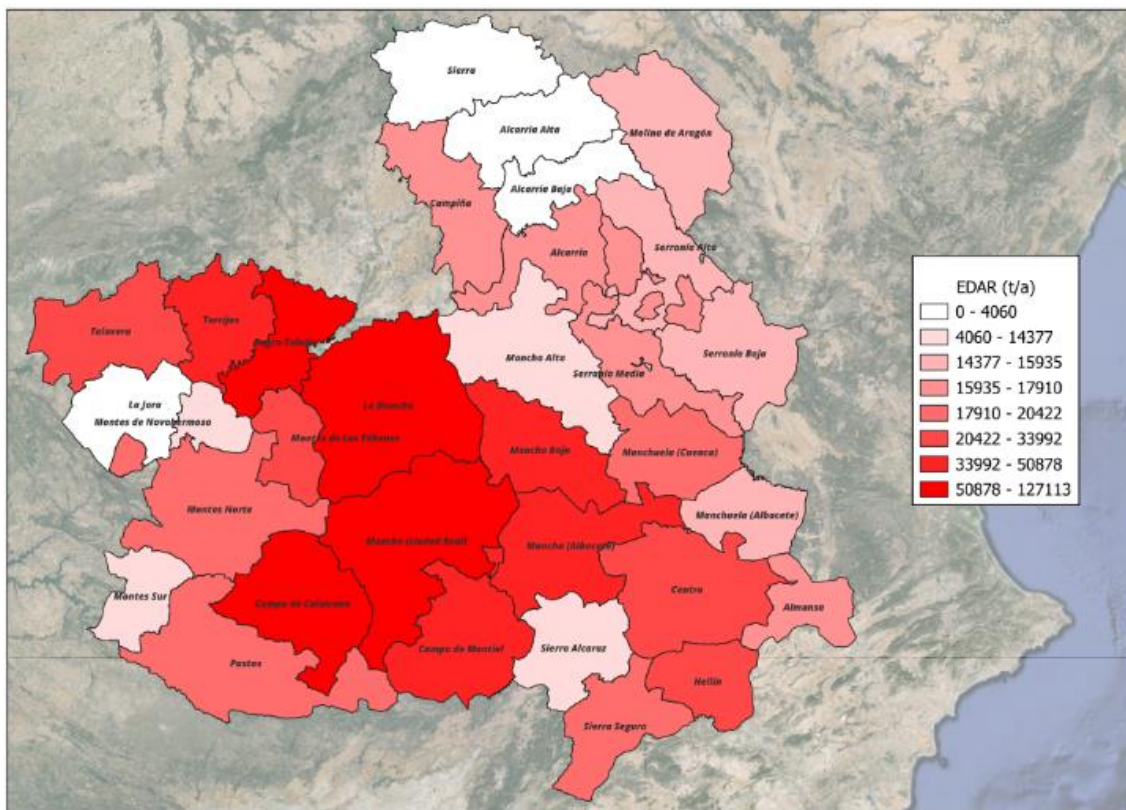 Sierra
Alcarria Alta
Molina de Aragón
Alcarria Baja
Campiña
Alcarria
Serranía Alta
EDAR (t/a)
0 - 4060
4060 - 14377
14377 - 15935
15935 - 17910
17910 - 20422
20422 - 33992
33992 - 50878
50878 - 127113
Talavera
Torrijos
Mancha Alta
Serranía Baja
Serranía Media
La Jara
La Mancha
Montes de Navahermosa
Montes de Los Yébenes
Mancha Baja
Manchuela (Cuenca)
Montes Norte
Manchuela (Albacete)
Mancha (Ciudad Real)
Mancha (Albacete)
Montes Sur
Campo de Calatrava
Centro
Almansa
Pastos
Campo de Montiel
Sierra Alcaraz
Hellín
Sierra Segura